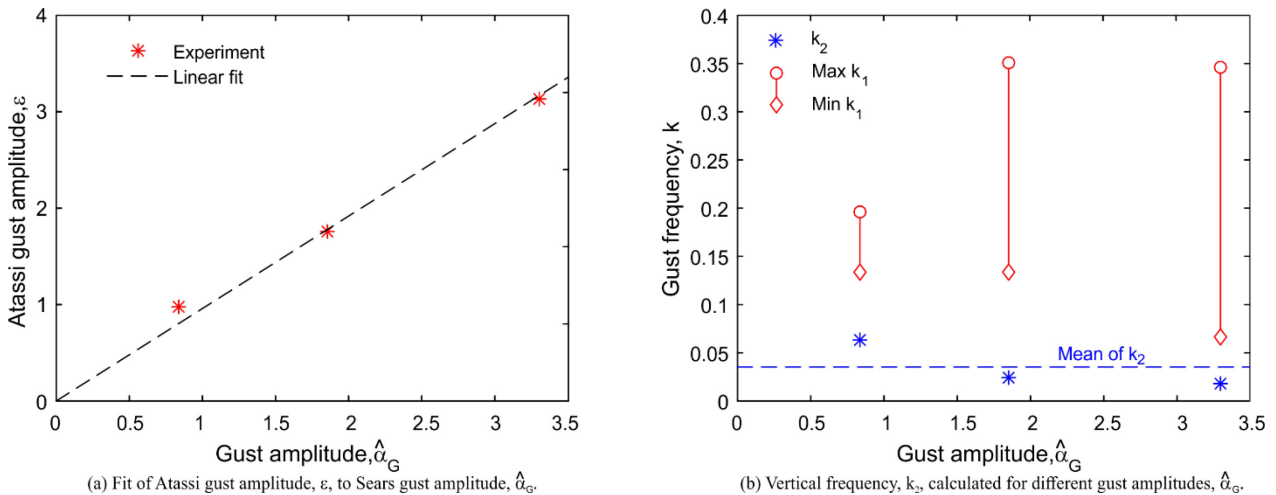 Experiment
Linear fit
Atassi gust amplitude,ε
4
3
2
1
0
0 0.5 1 1.5 2 2.5 3 3.5
Gust amplitude,α̂G
(a) Fit of Atassi gust amplitude, ε, to Sears gust amplitude, α̂G.
k2
Max k1
Min k1
Gust frequency, k
0.4
0.35
0.3
0.25
0.2
0.15
0.1
0.05
0
Mean of k2
0 0.5 1 1.5 2 2.5 3 3.5
Gust amplitude,α̂G
(b) Vertical frequency, k2, calculated for different gust amplitudes, α̂G.